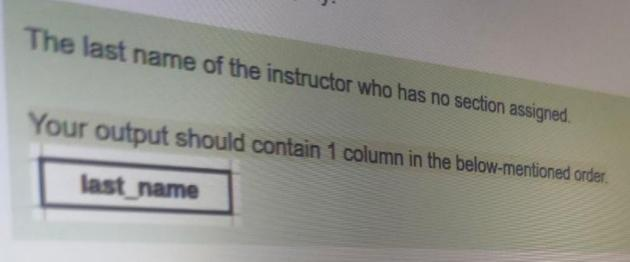 The last name of the instructor who has no section assigned.
Your output should contain 1 column in the below-mentioned order.
last_name